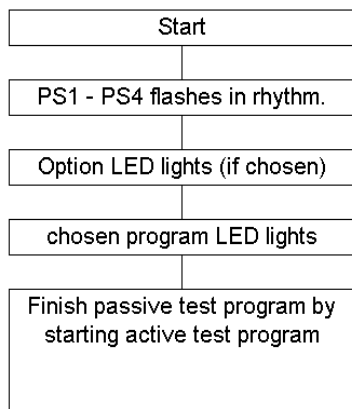 Start
PS1 - PS4 flashes in rhythm.
Option LED lights (if chosen)
chosen program LED lights
Finish passive test program by
starting active test program